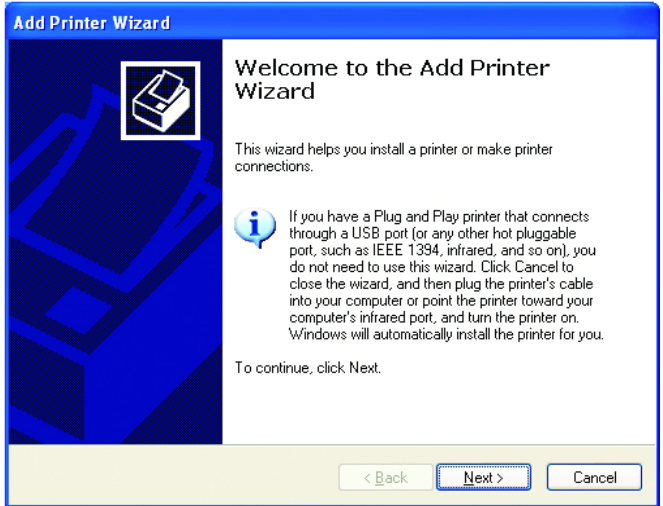 Add Printer Wizard
Welcome to the Add Printer
Wizard
This wizard helps you install a printer or make printer
connections.
If you have a Plug and Play printer that connects
through a USB port (or any other hot pluggable
port, such as IEEE 1394, infrared, and so on), you
do not need to use this wizard. Click Cancel to
close the wizard, and then plug the printer's cable
into your computer or point the printer toward your
computer's infrared port, and turn the printer on.
Windows will automatically install the printer for you.
To continue, click Next.
< Back Next > Cancel